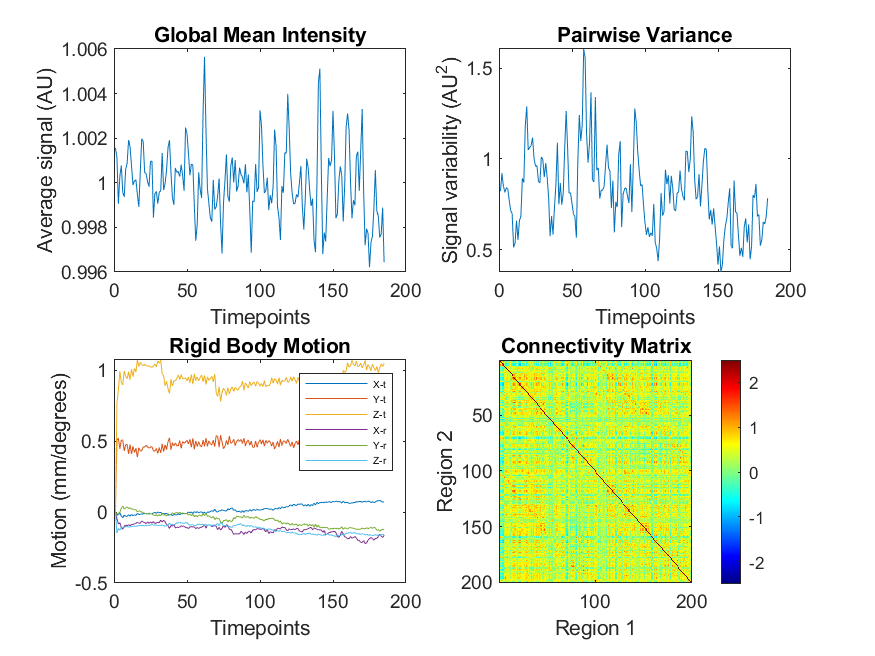 Global Mean Intensity
1.006
1.004
1.002
1
0.998
0.996
Average signal (AU)
0 50 100 150 200
Timepoints
Pairwise Variance
1.5
1
0.5
Signal variability (AU²)
0 50 100 150 200
Timepoints
Rigid Body Motion
1
0.5
0
-0.5
Motion (mm/degrees)
X-t
Y-t
Z-t
X-r
Y-r
Z-r
0 50 100 150 200
Timepoints
Connectivity Matrix
50
100
150
200
Region 2
100 200
Region 1
2
1
0
-1
-2